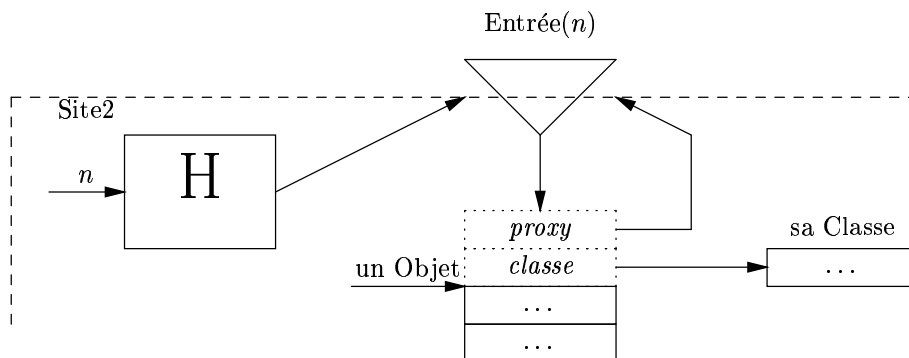 Entrée(n)
Site2
n
H
proxy
sa Classe
un Objet
classe
...
...
...